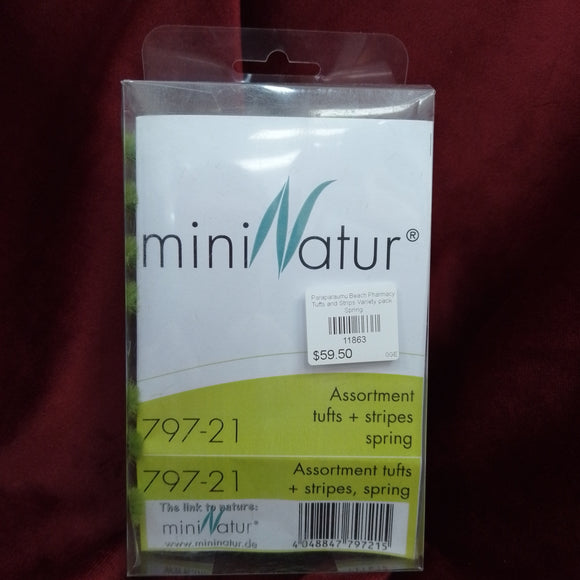 miniNatur®
Paraparaumu Beach Pharmacy
Tufts and Strips Variety pack
Spring
11863
$59.50
0GE
Assortment
tufts + stripes
spring
797-21
797-21
Assortment tufts
+ stripes, spring
The link to nature:
miniNatur®
www.mininatur.de
4 048847 797215